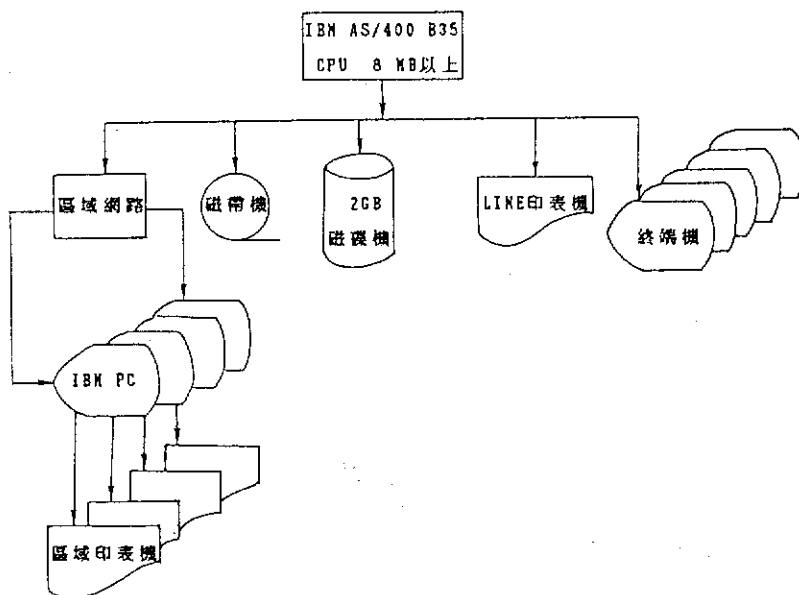 IBM AS/400 B35
CPU 8 MB以上
區域網路
磁帶機
2GB
磁碟機
LINE印表機
終端機
IBM PC
區域印表機